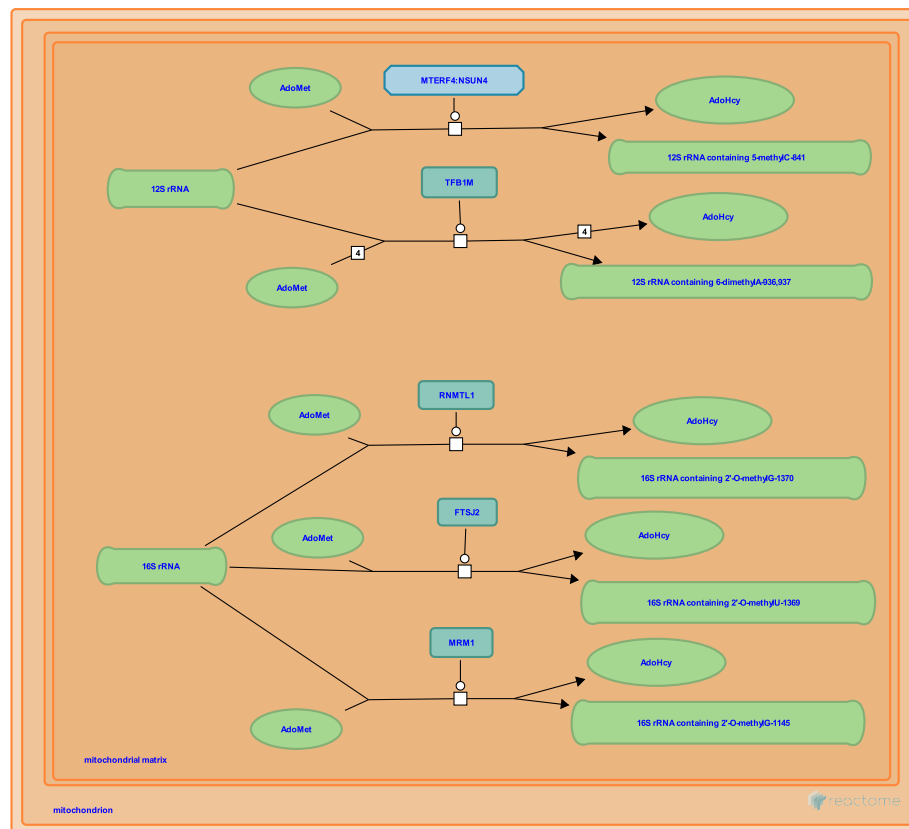 MTERF4:NSUN4
AdoMet
AdoHcy
12S rRNA containing 5-methylC-841
TFB1M
12S rRNA
AdoHcy
4
4
AdoMet
12S rRNA containing 6-dimethylA-936,937
RNMTL1
AdoMet
AdoHcy
16S rRNA containing 2'-O-methylG-1370
FTSJ2
AdoMet
AdoHcy
16S rRNA
16S rRNA containing 2'-O-methylU-1369
MRM1
AdoHcy
AdoMet
16S rRNA containing 2'-O-methylG-1145
mitochondrial matrix
reactome
mitochondrion